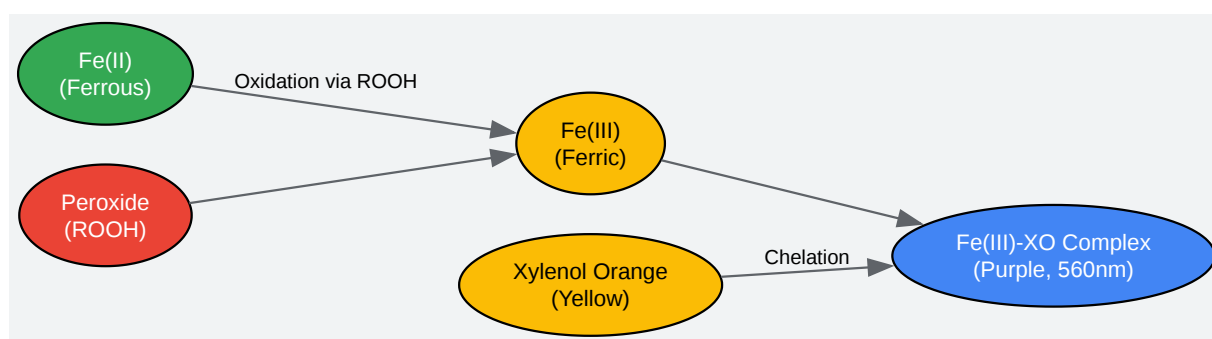 Fe(II)
(Ferrous)
Oxidation via ROOH
Peroxide
(ROOH)
Fe(III)
(Ferric)
Xylenol Orange
(Yellow)
Chelation
Fe(III)-XO Complex
(Purple, 560nm)